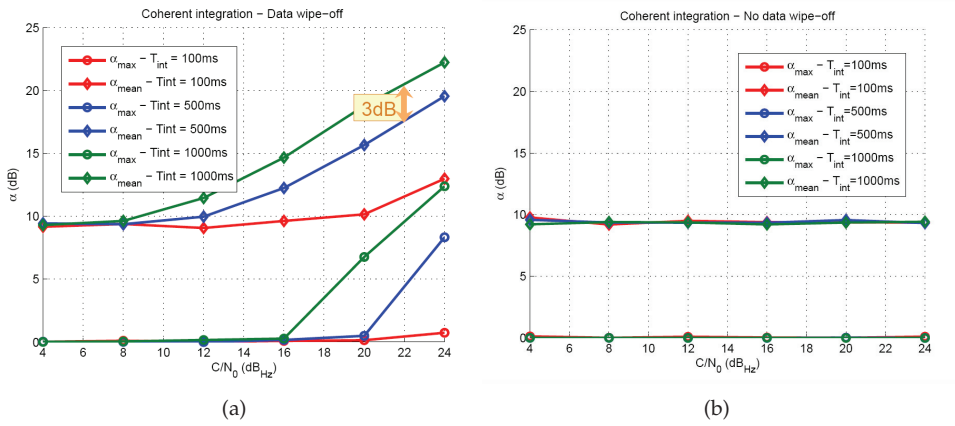 Coherent integration – Data wipe-off
α_max – T_int = 100ms
α_mean – Tint = 100ms
α_max – Tint = 500ms
α_mean – Tint = 500ms
α_max – Tint = 1000ms
α_mean – Tint = 1000ms
3dB
α (dB)
25
20
15
10
5
0
4 6 8 10 12 14 16 18 20 22 24
C/N_0 (dB_Hz)
(a)
Coherent integration – No data wipe-off
α_max – T_int=100ms
α_mean – T_int=100ms
α_max – T_int=500ms
α_mean – T_int=500ms
α_max – T_int=1000ms
α_mean – T_int=1000ms
α (dB)
25
20
15
10
5
0
4 6 8 10 12 14 16 18 20 22 24
C/N_0 (dB_Hz)
(b)